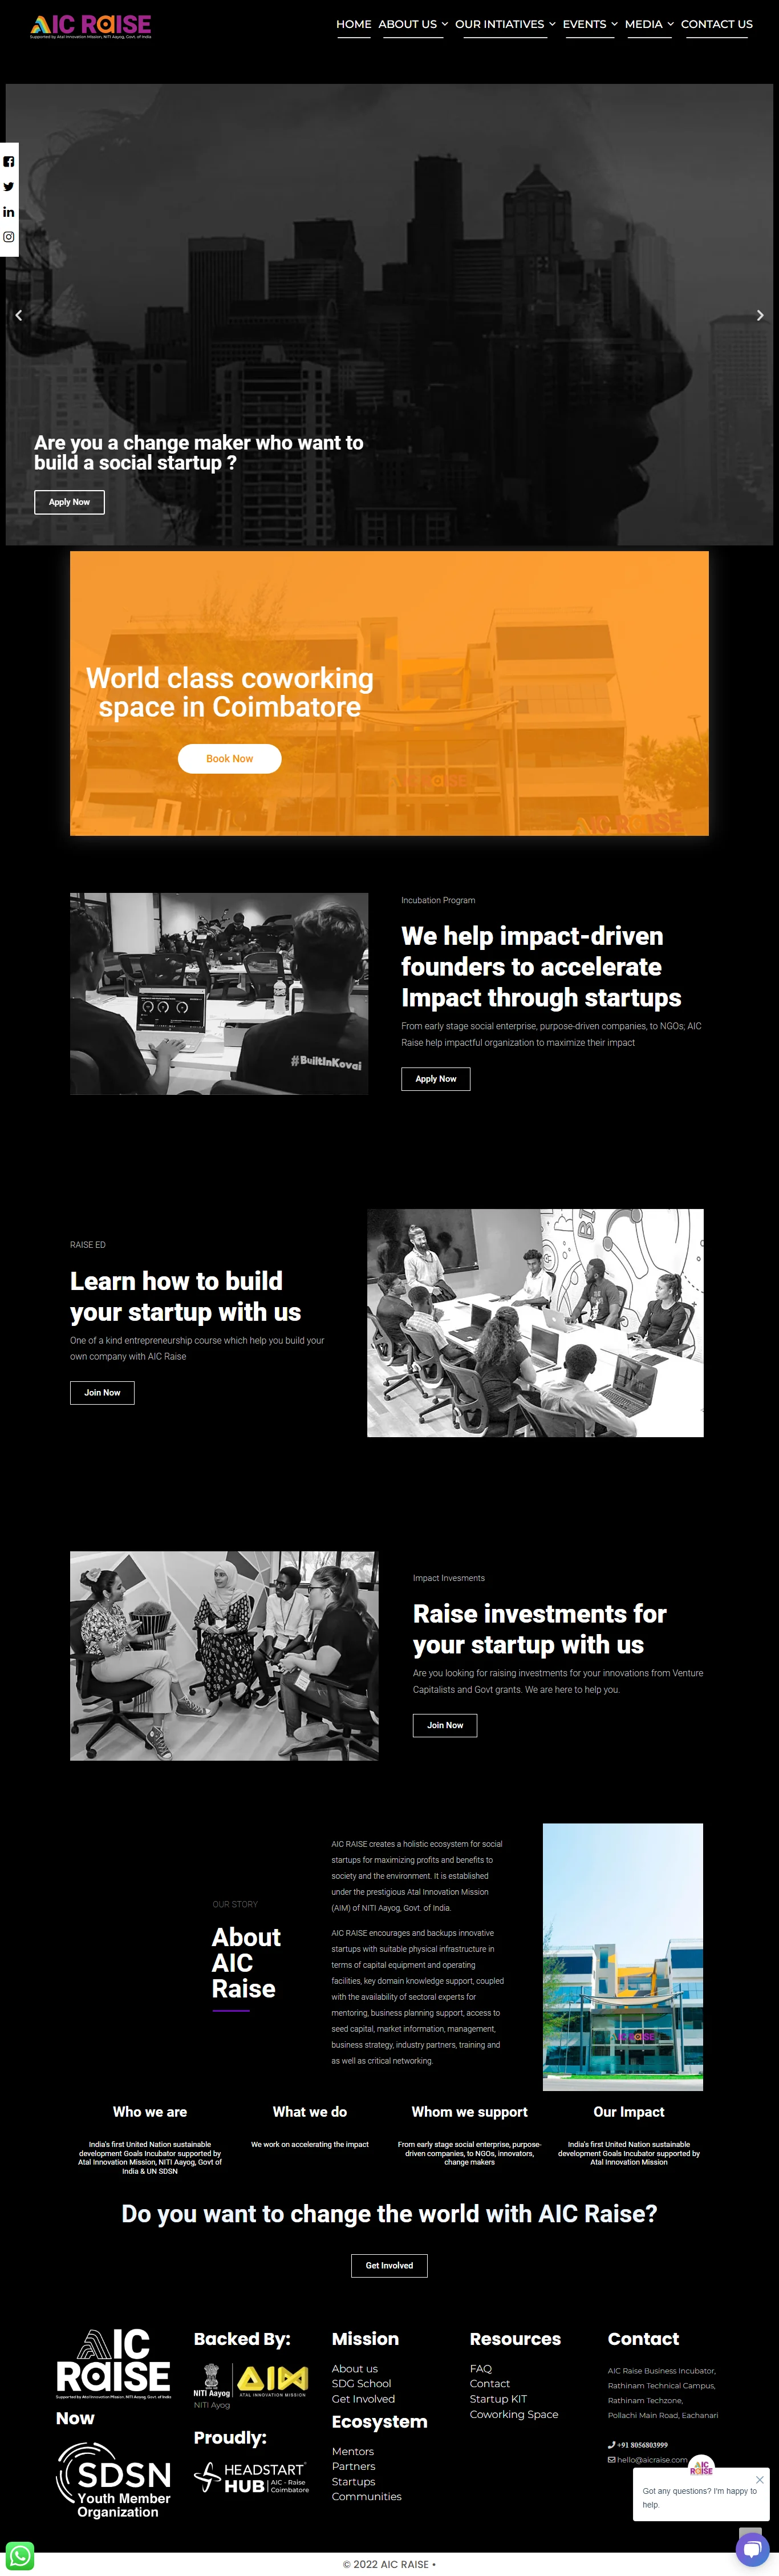 AIC RAISE
Supported by Atal Innovation Mission, NITI Aayog, Govt. of India
HOME ABOUT US OUR INTIATIVES EVENTS MEDIA CONTACT US
Are you a change maker who want to
build a social startup ?
Apply Now
World class coworking
space in Coimbatore
Book Now
AIC RAISE
AIC RAISE
Incubation Program
We help impact-driven
founders to accelerate
Impact through startups
From early stage social enterprise, purpose-driven companies, to NGOs; AIC
Raise help impactful organization to maximize their impact
Apply Now
#BuiltInKovai
RAISE ED
Learn how to build
your startup with us
One of a kind entrepreneurship course which help you build your
own company with AIC Raise
Join Now
Impact Invesments
Raise investments for
your startup with us
Are you looking for raising investments for your innovations from Venture
Capitalists and Govt grants. We are here to help you.
Join Now
OUR STORY
About
AIC
Raise
AIC RAISE creates a holistic ecosystem for social
startups for maximizing profits and benefits to
society and the environment. It is established
under the prestigious Atal Innovation Mission
(AIM) of NITI Aayog, Govt. of India.
AIC RAISE encourages and backups innovative
startups with suitable physical infrastructure in
terms of capital equipment and operating
facilities, key domain knowledge support, coupled
with the availability of sectoral experts for
mentoring, business planning support, access to
seed capital, market information, management,
business strategy, industry partners, training and
as well as critical networking.
AIC RAISE
Who we are
India's first United Nation sustainable
development Goals Incubator supported by
Atal Innovation Mission, NITI Aayog, Govt of
India & UN SDSN
What we do
We work on accelerating the impact
Whom we support
From early stage social enterprise, purpose-
driven companies, to NGOs, innovators,
change makers
Our Impact
India's first United Nation sustainable
development Goals Incubator supported by
Atal Innovation Mission
Do you want to change the world with AIC Raise?
Get Involved
AIC
RAISE
Supported by Atal Innovation Mission, NITI Aayog, Govt. of India
Now
SDSN
Youth Member
Organization
Backed By:
NITI Aayog
AIM
ATAL INNOVATION MISSION
NITI Ayog
Proudly:
HEADSTART
HUB AIC - Raise
Coimbatore
Mission
About us
SDG School
Get Involved
Ecosystem
Mentors
Partners
Startups
Communities
Resources
FAQ
Contact
Startup KIT
Coworking Space
Contact
AIC Raise Business Incubator,
Rathinam Technical Campus,
Rathinam Techzone,
Pollachi Main Road, Eachanari
+91 8056803999
hello@aicraise.com
AIC
RAISE
Got any questions? I'm happy to
help.
© 2022 AIC RAISE •